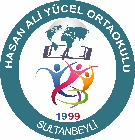 HASAN ALİ YÜCEL ORTAOKULU
1999
SULTANBEYLİ